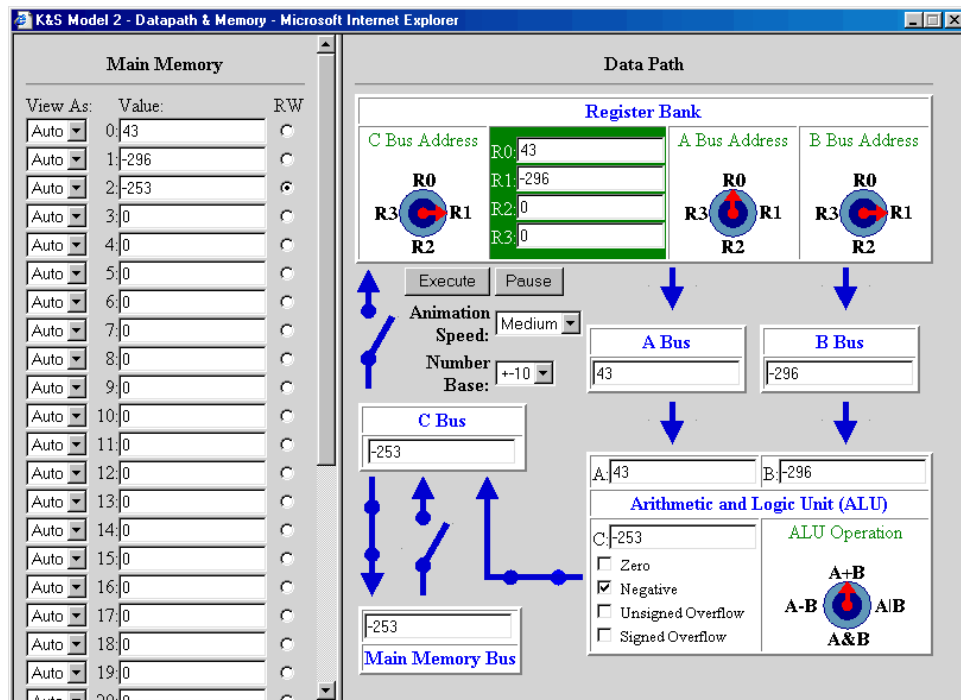 K&S Model 2 - Datapath & Memory - Microsoft Internet Explorer
Main Memory
View As: Value: RW
Auto 0: 43
Auto 1: -296
Auto 2: -253
Auto 3: 0
Auto 4: 0
Auto 5: 0
Auto 6: 0
Auto 7: 0
Auto 8: 0
Auto 9: 0
Auto 10: 0
Auto 11: 0
Auto 12: 0
Auto 13: 0
Auto 14: 0
Auto 15: 0
Auto 16: 0
Auto 17: 0
Auto 18: 0
Auto 19: 0
Data Path
Register Bank
C Bus Address
R0
R3 R1
R2
R0: 43
R1: -296
R2: 0
R3: 0
A Bus Address
R0
R3 R1
R2
B Bus Address
R0
R3 R1
R2
Execute Pause
Animation
Speed: Medium
Number
Base: +-10
A Bus
43
B Bus
-296
C Bus
-253
A: 43 B: -296
Arithmetic and Logic Unit (ALU)
C: -253
Zero
Negative
Unsigned Overflow
Signed Overflow
ALU Operation
A+B
A-B A|B
A&B
-253
Main Memory Bus